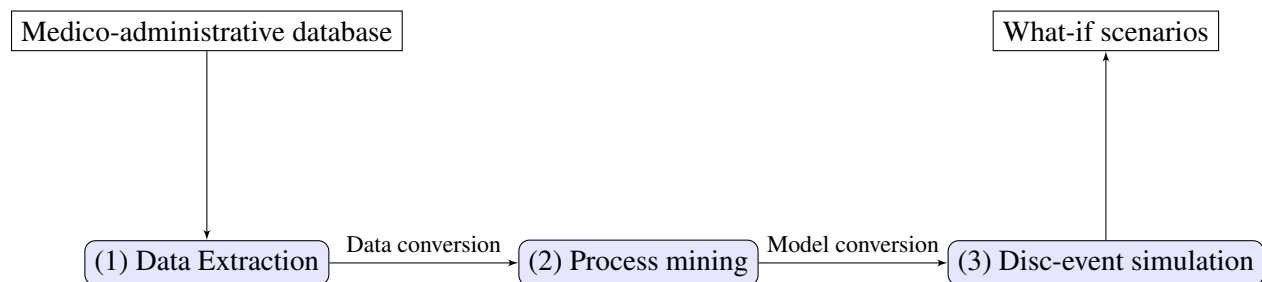 Medico-administrative database
What-if scenarios
(1) Data Extraction
Data conversion
(2) Process mining
Model conversion
(3) Disc-event simulation